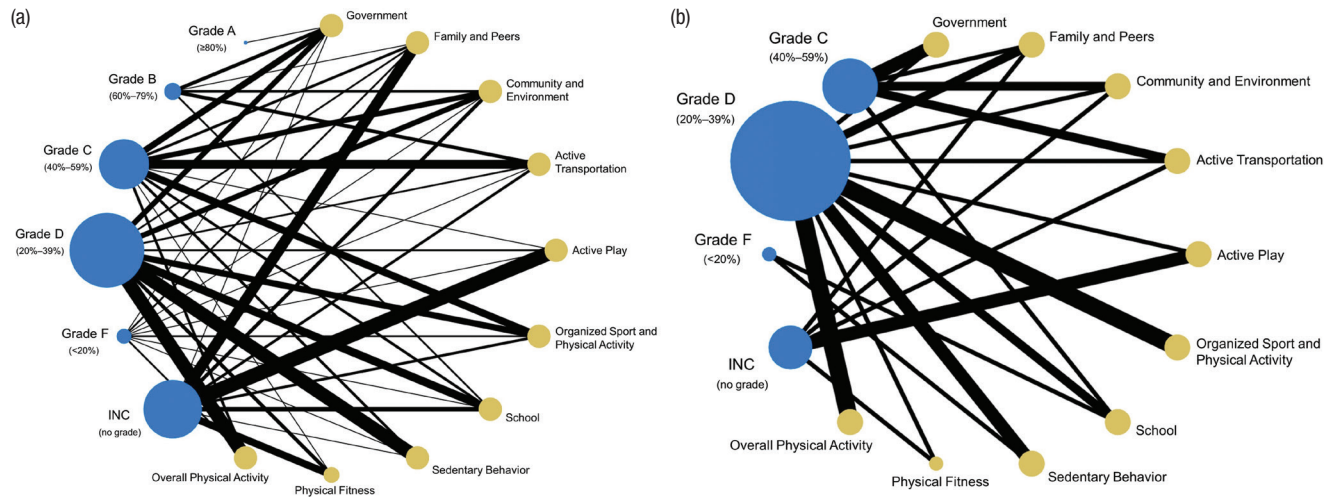 (a)
Government
Grade A
(≥80%)
Family and Peers
Grade B
(60%–79%)
Community and
Environment
Grade C
(40%–59%)
Active
Transportation
Grade D
(20%–39%)
Active Play
Grade F
(<20%)
Organized Sport and
Physical Activity
INC
(no grade)
School
Overall Physical Activity
Physical Fitness
Sedentary Behavior
(b)
Government
Grade C
(40%–59%)
Family and Peers
Community and Environment
Grade D
(20%–39%)
Active Transportation
Grade F
(<20%)
Active Play
INC
(no grade)
Organized Sport and
Physical Activity
School
Overall Physical Activity
Physical Fitness
Sedentary Behavior